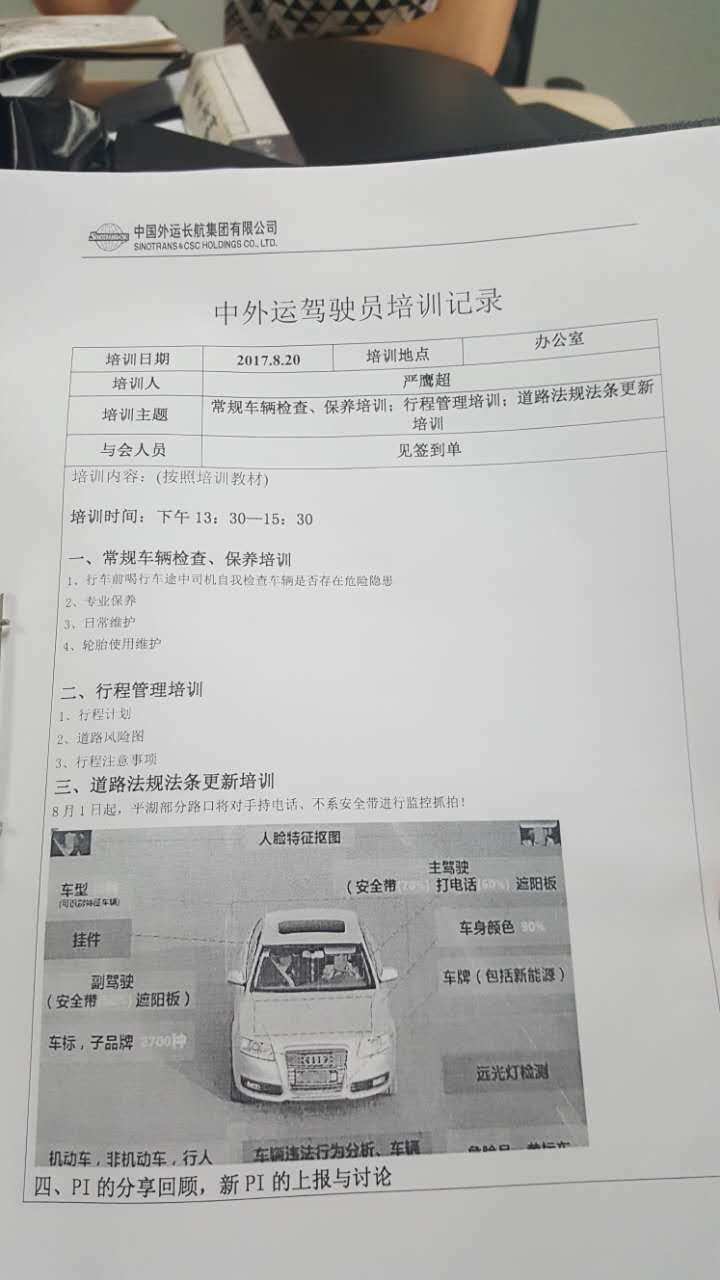 中国外运长航集团有限公司
SINOTRANS & CSC HOLDINGS CO., LTD.
中外运驾驶员培训记录
培训日期 2017.8.20 培训地点 办公室
培训人 严鹰超
培训主题 常规车辆检查、保养培训；行程管理培训；道路法规法条更新
培训
与会人员 见签到单
培训内容：(按照培训教材)
培训时间：下午 13：30—15：30
一、常规车辆检查、保养培训
1、行车前喝行车途中司机自我检查车辆是否存在危险隐患
2、专业保养
3、日常维护
4、轮胎使用维护
二、行程管理培训
1、行程计划
2、道路风险图
3、行程注意事项
三、道路法规法条更新培训
8月1日起，平湖部分路口将对手持电话、不系安全带进行监控抓拍！
人脸特征抠图
主驾驶
（安全带(70%) 打电话(60%) 遮阳板
车型
(可识别特征车辆)
挂件
车身颜色 90%
副驾驶
（安全带 遮阳板）
车牌（包括新能源）
车标，子品牌 2700种
远光灯检测
机动车，非机动车，行人
车辆违法行为分析、车辆
四、PI 的分享回顾，新 PI 的上报与讨论